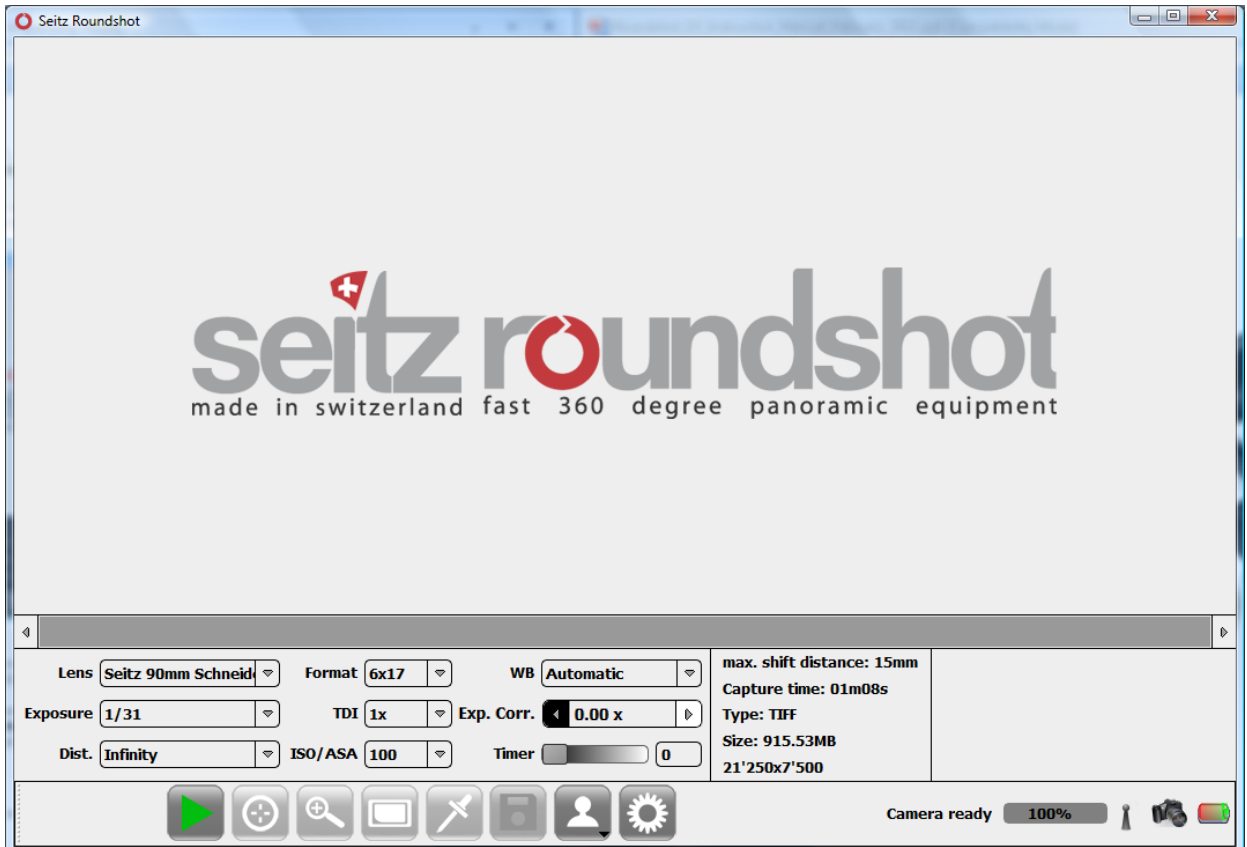 Seitz Roundshot
seitz roundshot
made in switzerland fast 360 degree panoramic equipment
Lens Seitz 90mm Schneid Format 6x17 WB Automatic
Exposure 1/31 TDI 1x Exp. Corr. 0.00 x
Dist. Infinity ISO/ASA 100 Timer 0
max. shift distance: 15mm
Capture time: 01m08s
Type: TIFF
Size: 915.53MB
21'250x7'500
Camera ready 100%